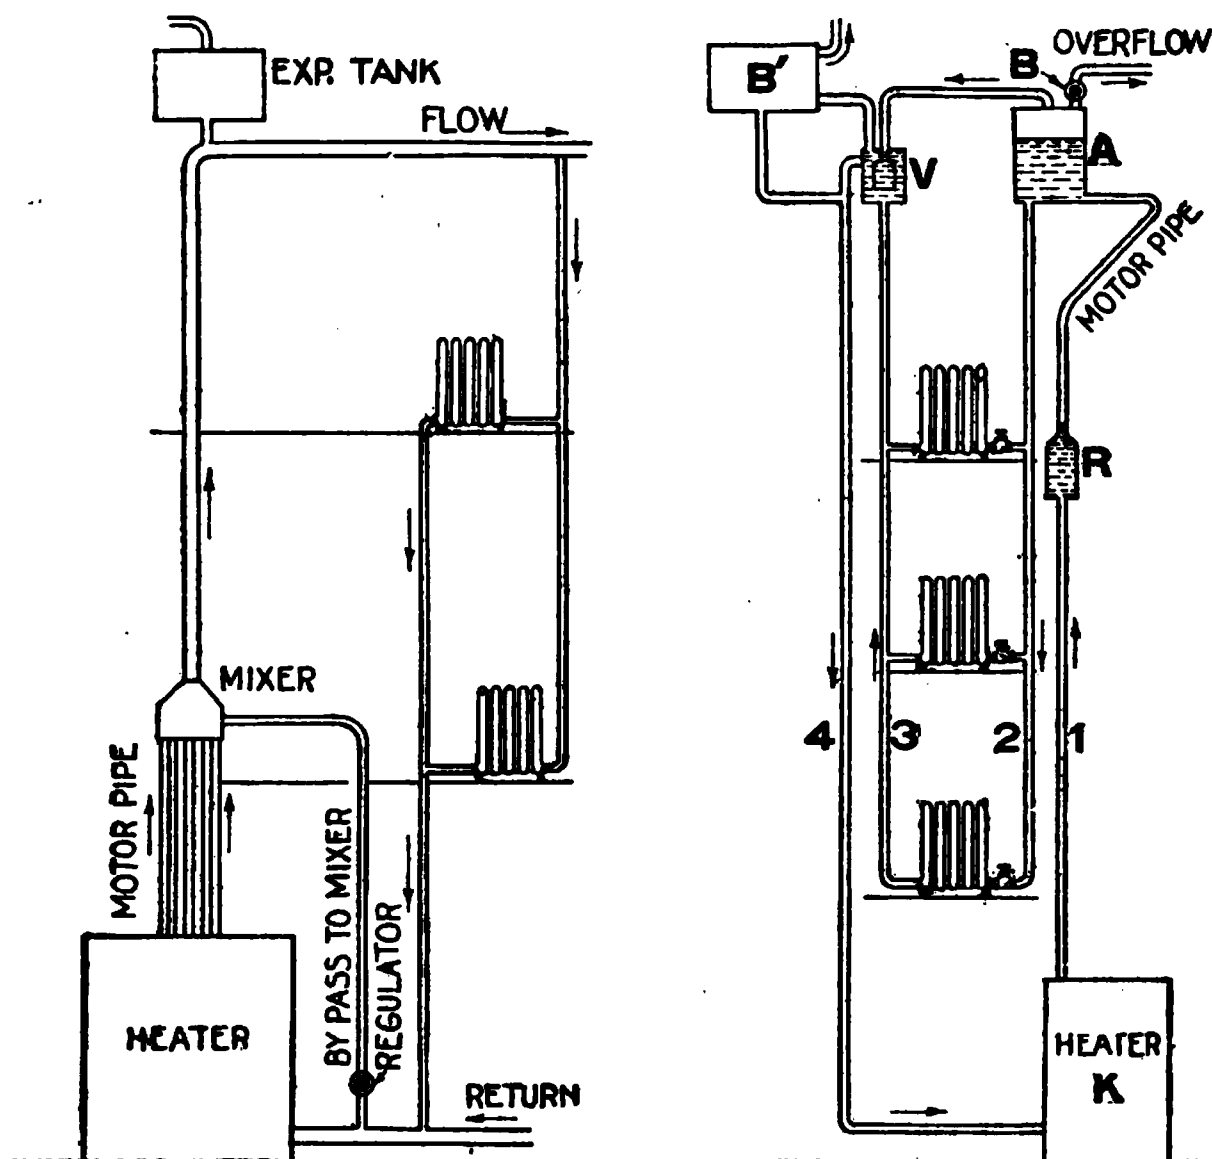 EXP. TANK
FLOW
MIXER
MOTOR PIPE
BY PASS TO MIXER
REGULATOR
HEATER
RETURN
B'
B
OVERFLOW
V
A
MOTOR PIPE
R
4
3
2
1
HEATER
K